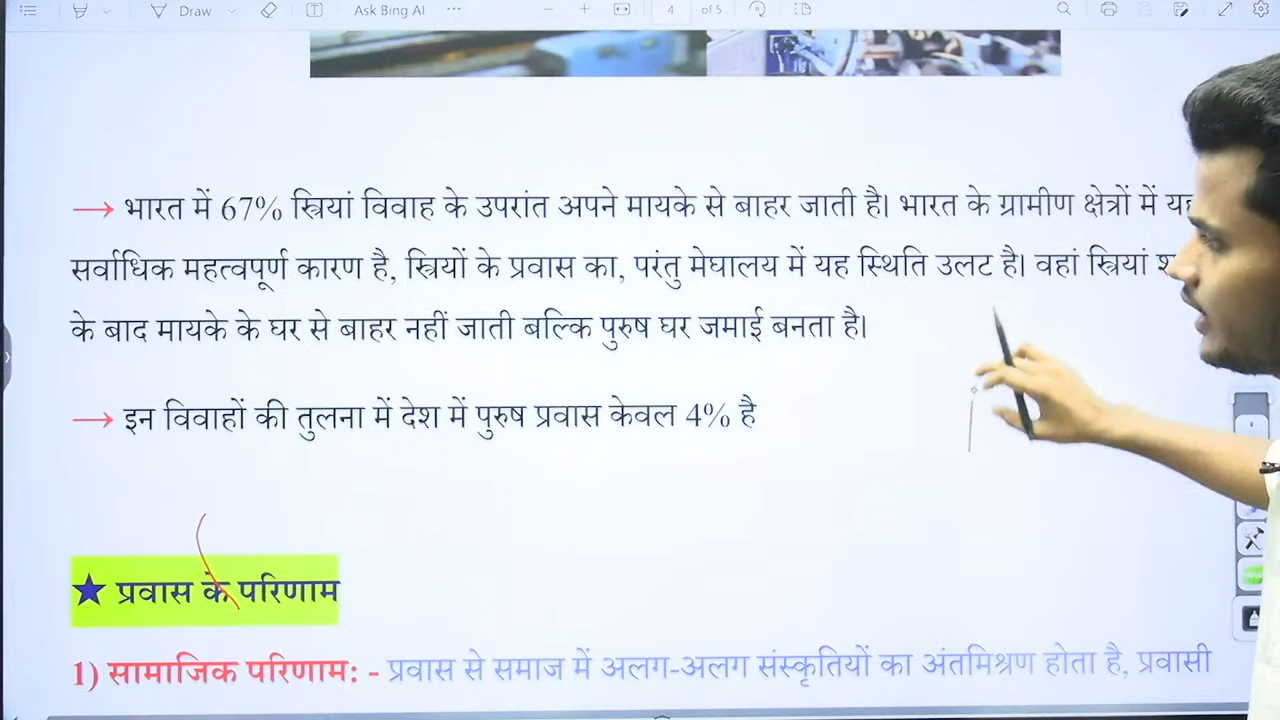 Draw
Ask Bing AI
4 of 5
→ भारत में 67% स्त्रियां विवाह के उपरांत अपने मायके से बाहर जाती है। भारत के ग्रामीण क्षेत्रों में
सर्वाधिक महत्वपूर्ण कारण है, स्त्रियों के प्रवास का, परंतु मेघालय में यह स्थिति उलट है। वहां स्त्रियां
के बाद मायके के घर से बाहर नहीं जाती बल्कि पुरुष घर जमाई बनता है।
→ इन विवाहों की तुलना में देश में पुरुष प्रवास केवल 4% है
★ प्रवास के परिणाम
1) सामाजिक परिणाम: - प्रवास से समाज में अलग-अलग संस्कृतियों का अंतमिश्रण होता है, प्रवासी